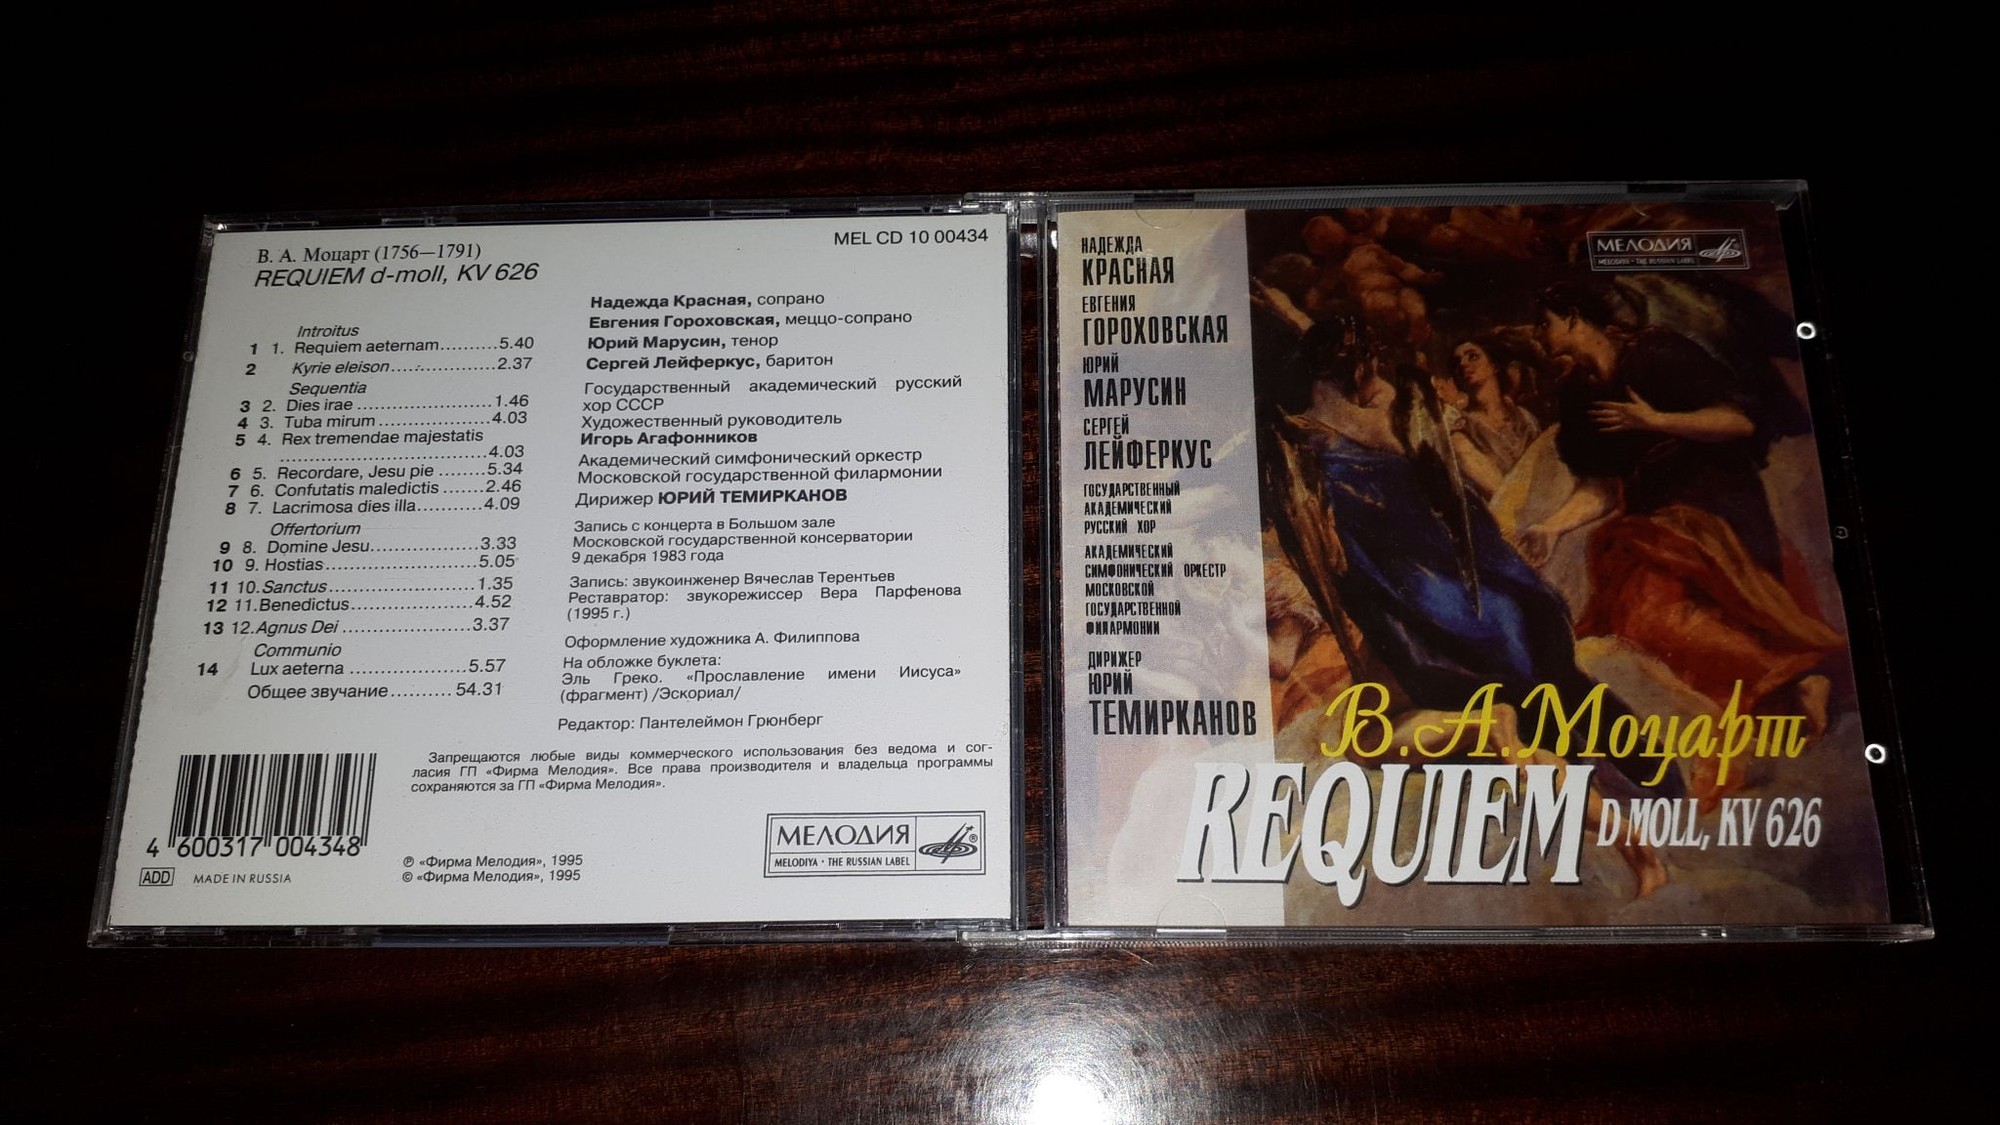 В. А. Моцарт (1756—1791)
REQUIEM d-moll, KV 626
MEL CD 10 00434
Introitus
1 1. Requiem aeternam.........5.40
2 Kyrie eleison................2.37
Sequentia
3 2. Dies irae ........................1.46
4 3. Tuba mirum .....................4.03
5 4. Rex tremendae majestatis
.....................................4.03
6 5. Recordare, Jesu pie ........5.34
7 6. Confutatis maledictis .......2.46
8 7. Lacrimosa dies illa............4.09
Offertorium
9 8. Domine Jesu...................3.33
10 9. Hostias............................5.05
11 10. Sanctus..........................1.35
12 11. Benedictus.....................4.52
13 12. Agnus Dei .....................3.37
Communio
14 Lux aeterna .....................5.57
Общее звучание.......... 54.31
Надежда Красная, сопрано
Евгения Гороховская, меццо-сопрано
Юрий Марусин, тенор
Сергей Лейферкус, баритон
Государственный академический русский
хор СССР
Художественный руководитель
Игорь Агафонников
Академический симфонический оркестр
Московской государственной филармонии
Дирижер ЮРИЙ ТЕМИРКАНОВ
Запись с концерта в Большом зале
Московской государственной консерватории
9 декабря 1983 года
Запись: звукоинженер Вячеслав Терентьев
Реставратор: звукорежиссер Вера Парфенова
(1995 г.)
Оформление художника А. Филиппова
На обложке буклета:
Эль Греко. «Прославление имени Иисуса»
(фрагмент) /Эскориал/
Редактор: Пантелеймон Грюнберг
Запрещаются любые виды коммерческого использования без ведома и сог-
ласия ГП «Фирма Мелодия». Все права производителя и владельца программы
сохраняются за ГП «Фирма Мелодия».
4 600317 004348
ADD MADE IN RUSSIA
℗ «Фирма Мелодия», 1995
© «Фирма Мелодия», 1995
МЕЛОДИЯ ®
MELODIYA · THE RUSSIAN LABEL
НАДЕЖДА
КРАСНАЯ
ЕВГЕНИЯ
ГОРОХОВСКАЯ
ЮРИЙ
МАРУСИН
СЕРГЕЙ
ЛЕЙФЕРКУС
ГОСУДАРСТВЕННЫЙ
АКАДЕМИЧЕСКИЙ
РУССКИЙ ХОР
АКАДЕМИЧЕСКИЙ
СИМФОНИЧЕСКИЙ ОРКЕСТР
МОСКОВСКОЙ
ГОСУДАРСТВЕННОЙ
ФИЛАРМОНИИ
ДИРИЖЕР
ЮРИЙ
ТЕМИРКАНОВ
МЕЛОДИЯ
MELODIYA · THE RUSSIAN LABEL
В.А.Моцарт
REQUIEM D MOLL, KV 626